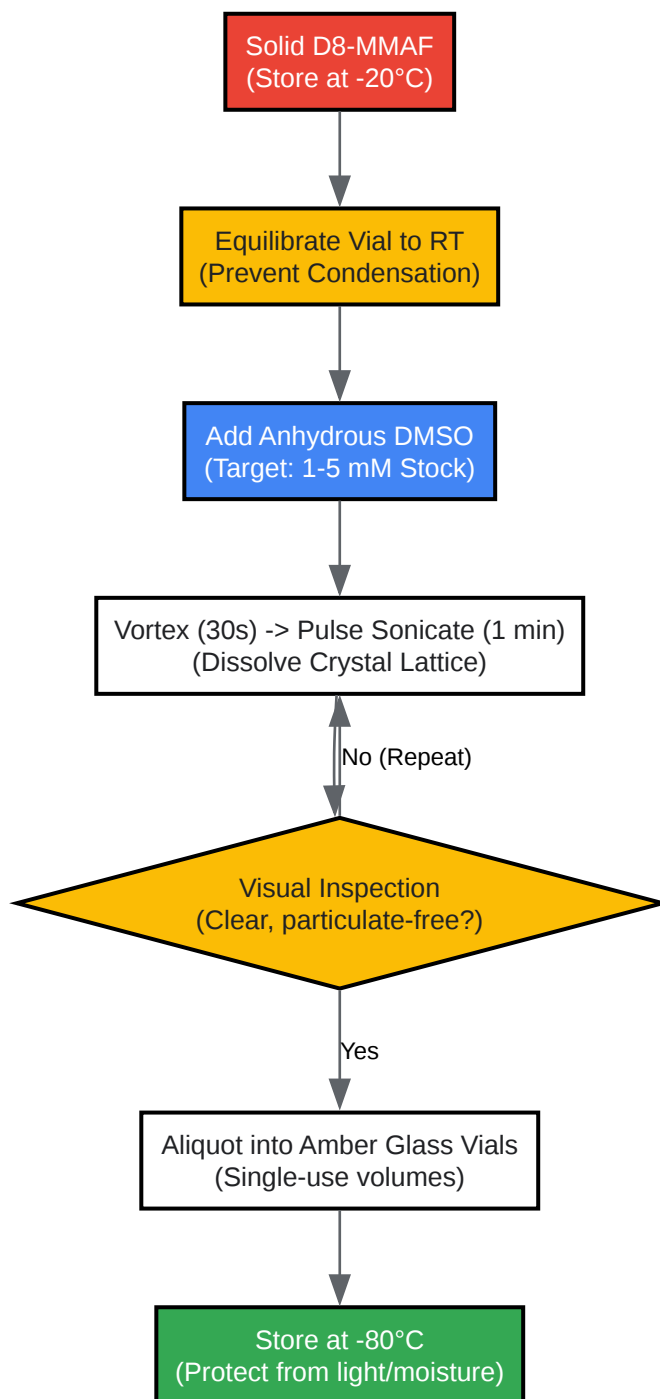 Solid D8-MMAF
(Store at -20°C)
Equilibrate Vial to RT
(Prevent Condensation)
Add Anhydrous DMSO
(Target: 1-5 mM Stock)
Vortex (30s) -> Pulse Sonicate (1 min)
(Dissolve Crystal Lattice)
No (Repeat)
Visual Inspection
(Clear, particulate-free?)
Yes
Aliquot into Amber Glass Vials
(Single-use volumes)
Store at -80°C
(Protect from light/moisture)